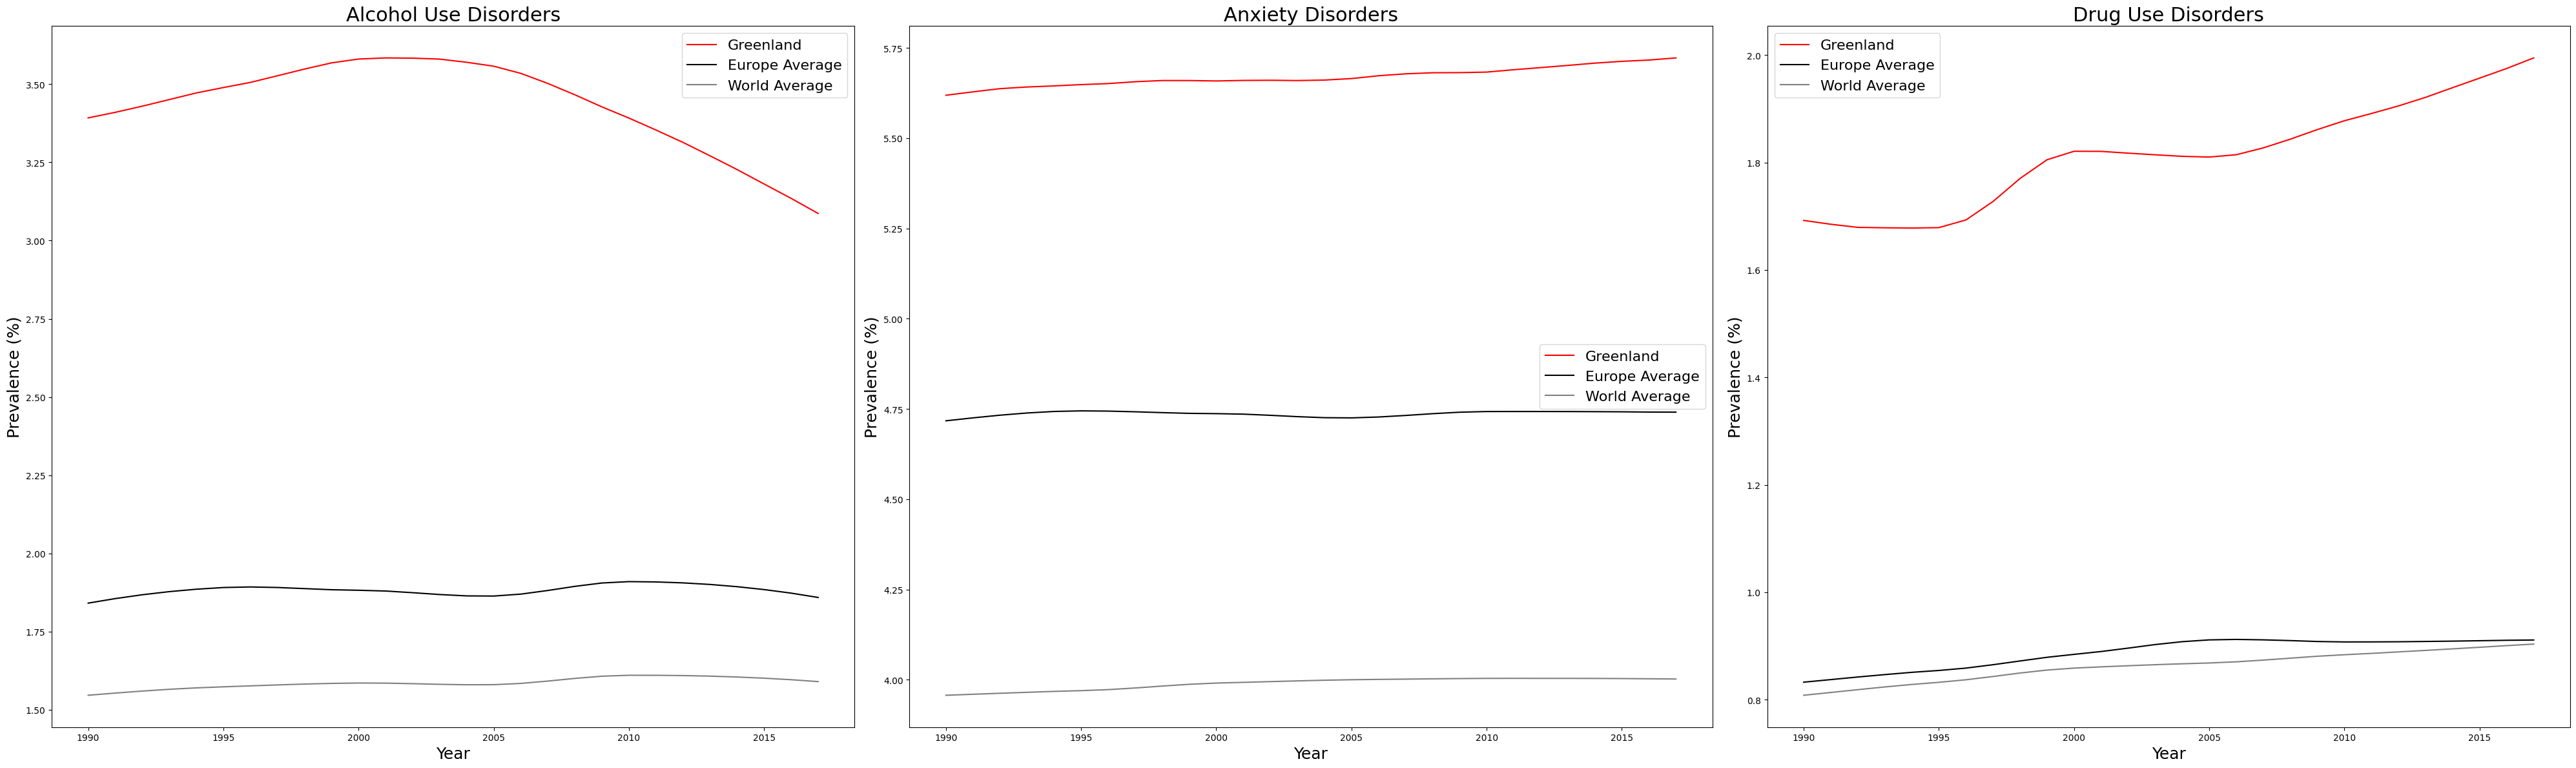 Alcohol Use Disorders
Greenland
Europe Average
World Average
Prevalence (%)
3.50
3.25
3.00
2.75
2.50
2.25
2.00
1.75
1.50
1990
1995
2000
2005
2010
2015
Year
Anxiety Disorders
Greenland
Europe Average
World Average
Prevalence (%)
5.75
5.50
5.25
5.00
4.75
4.50
4.25
4.00
1990
1995
2000
2005
2010
2015
Year
Drug Use Disorders
Greenland
Europe Average
World Average
Prevalence (%)
2.0
1.8
1.6
1.4
1.2
1.0
0.8
1990
1995
2000
2005
2010
2015
Year